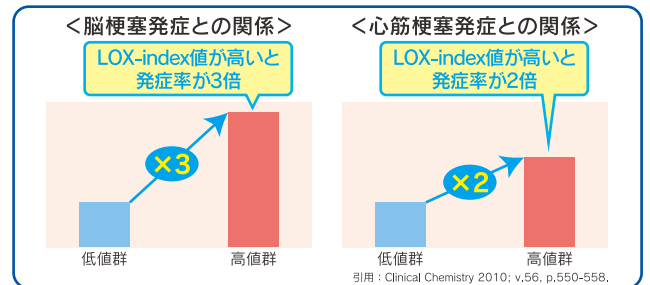 ＜脳梗塞発症との関係＞
LOX-index値が高いと
発症率が3倍
×3
低値群
高値群
＜心筋梗塞発症との関係＞
LOX-index値が高いと
発症率が2倍
×2
低値群
高値群
引用：Clinical Chemistry 2010; v.56, p.550-558.